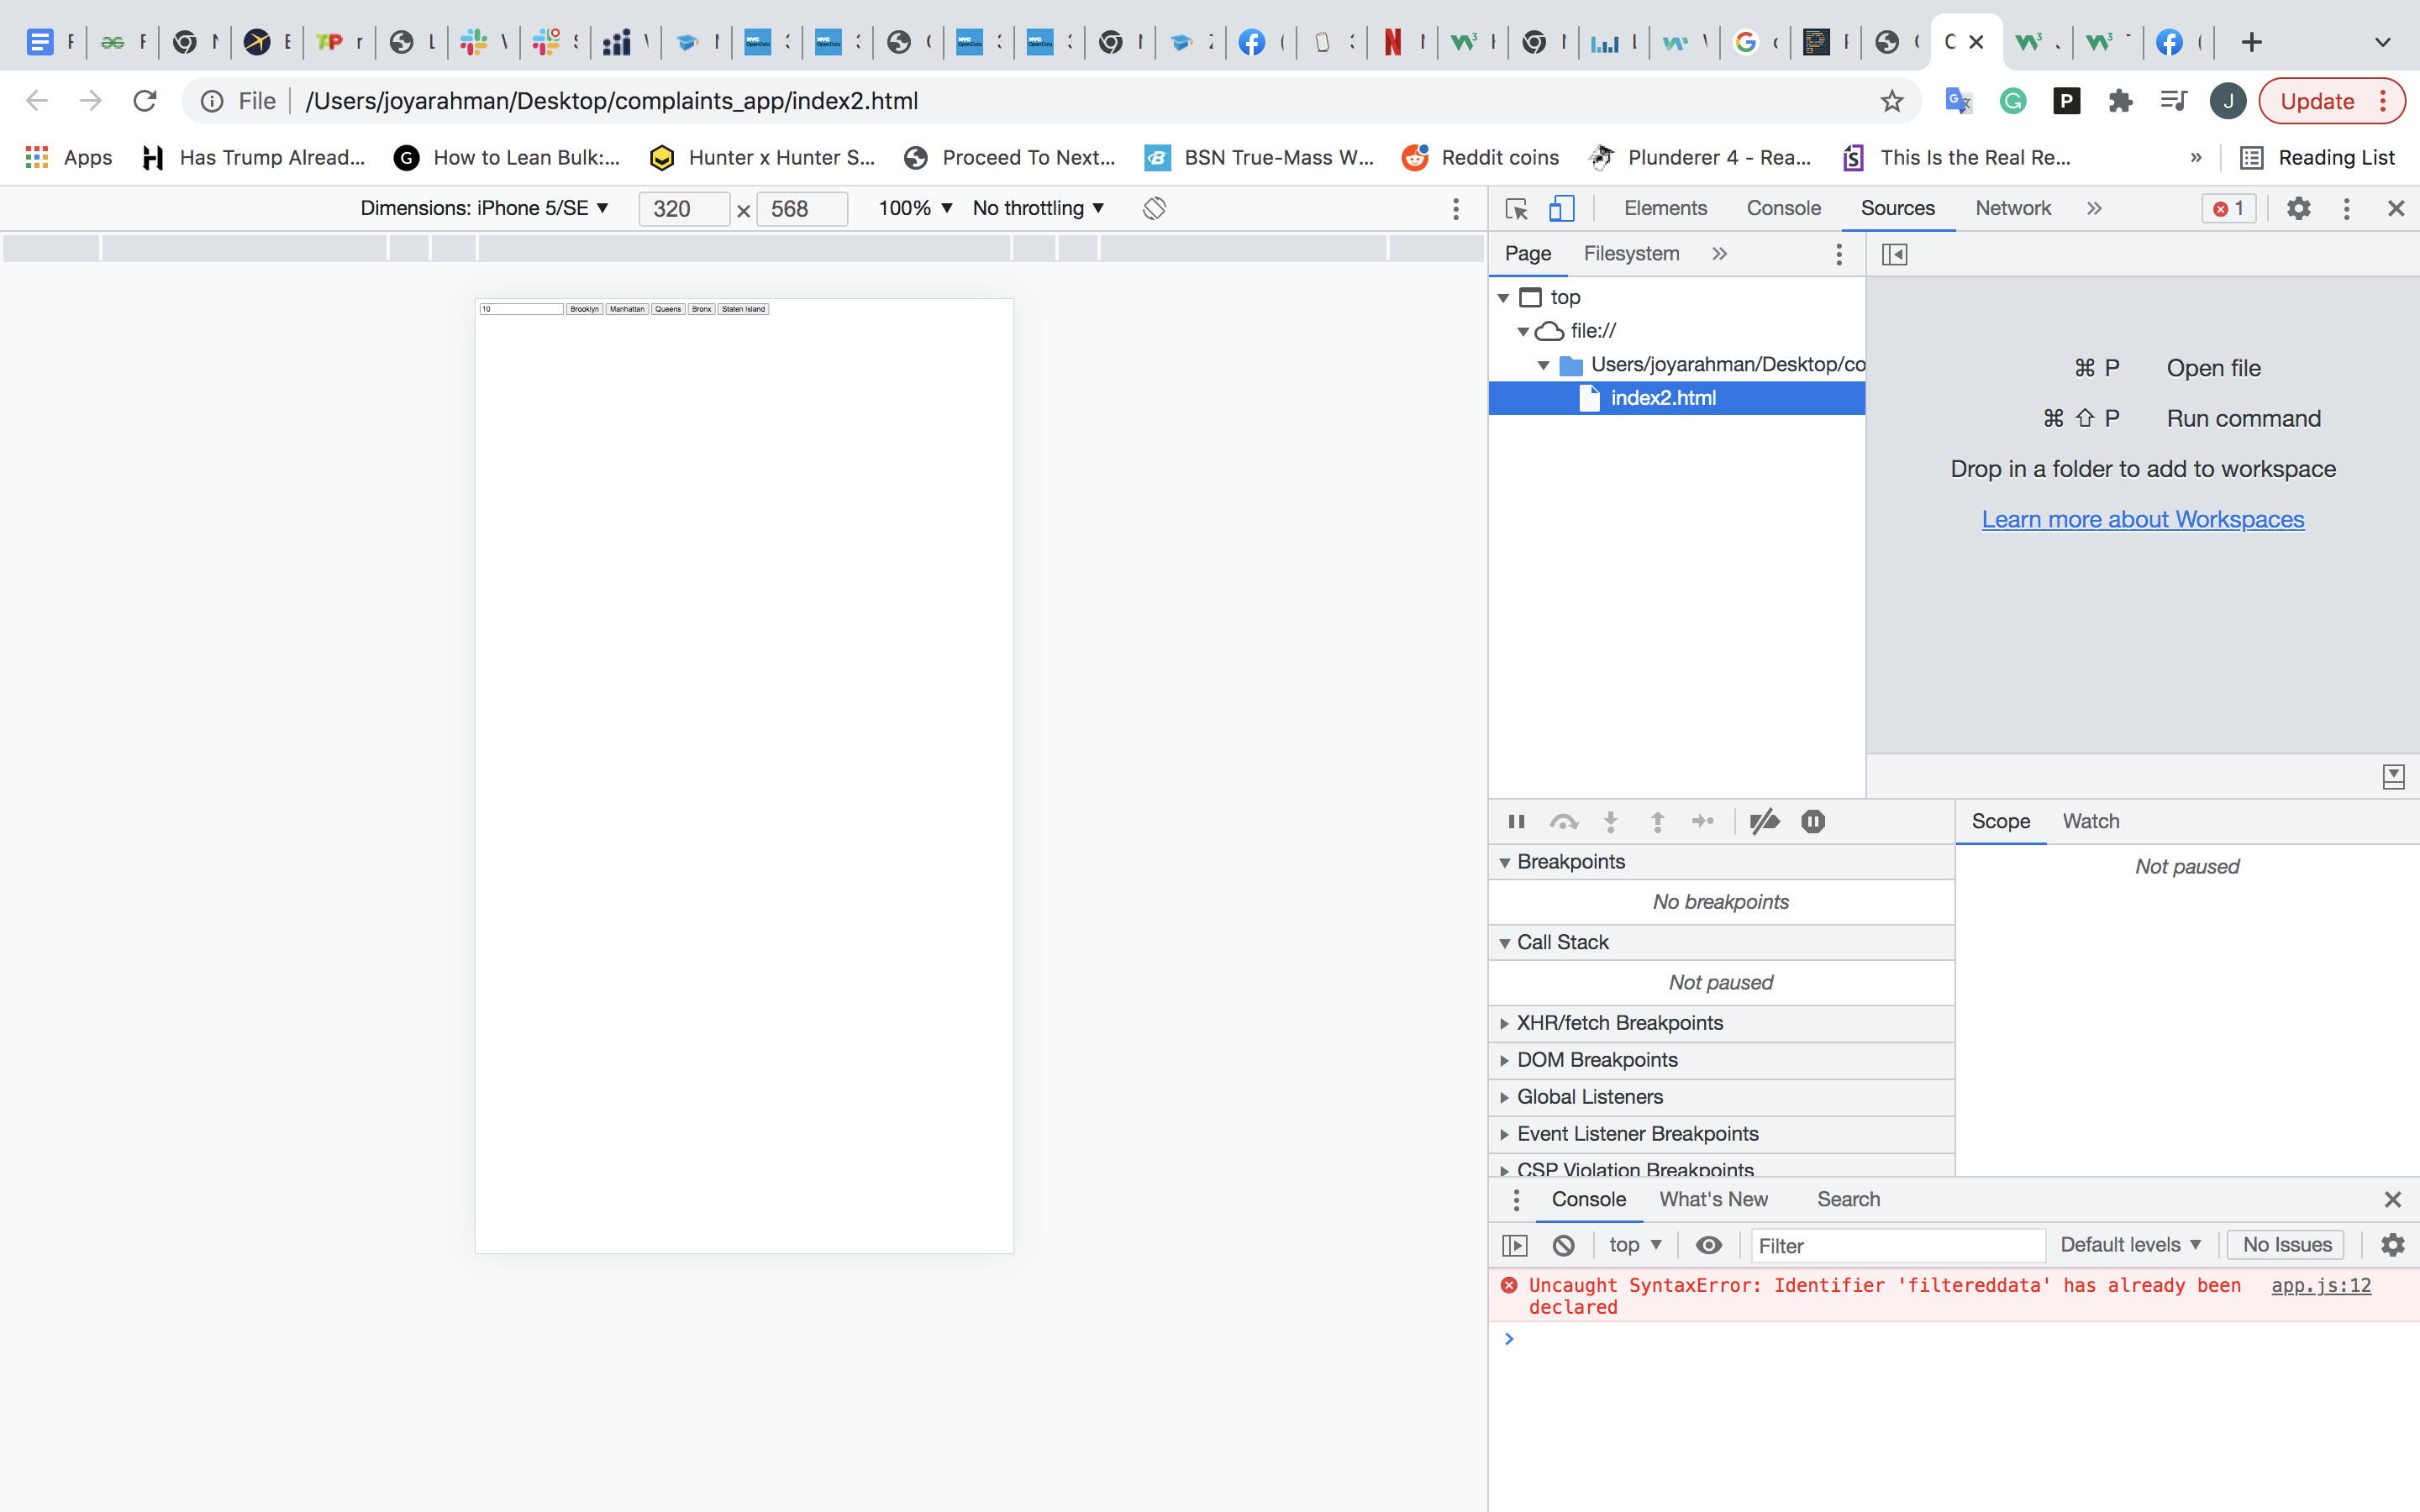 File /Users/joyarahman/Desktop/complaints_app/index2.html
J Update
Apps Has Trump Alread... How to Lean Bulk:... Hunter x Hunter S... Proceed To Next... BSN True-Mass W... Reddit coins Plunderer 4 - Rea... This Is the Real Re... » Reading List
Dimensions: iPhone 5/SE ▼ 320 × 568 100% ▼ No throttling ▼
Elements Console Sources Network » 1
10 Brooklyn Manhattan Queens Bronx Staten Island
Page Filesystem »
top
file://
Users/joyarahman/Desktop/co
index2.html
⌘ P Open file
⌘ ⇧ P Run command
Drop in a folder to add to workspace
Learn more about Workspaces
Scope Watch
Not paused
Breakpoints
No breakpoints
Call Stack
Not paused
XHR/fetch Breakpoints
DOM Breakpoints
Global Listeners
Event Listener Breakpoints
CSP Violation Breakpoints
Console What's New Search
top ▼ Filter Default levels ▼ No Issues
Uncaught SyntaxError: Identifier 'filtereddata' has already been app.js:12
declared